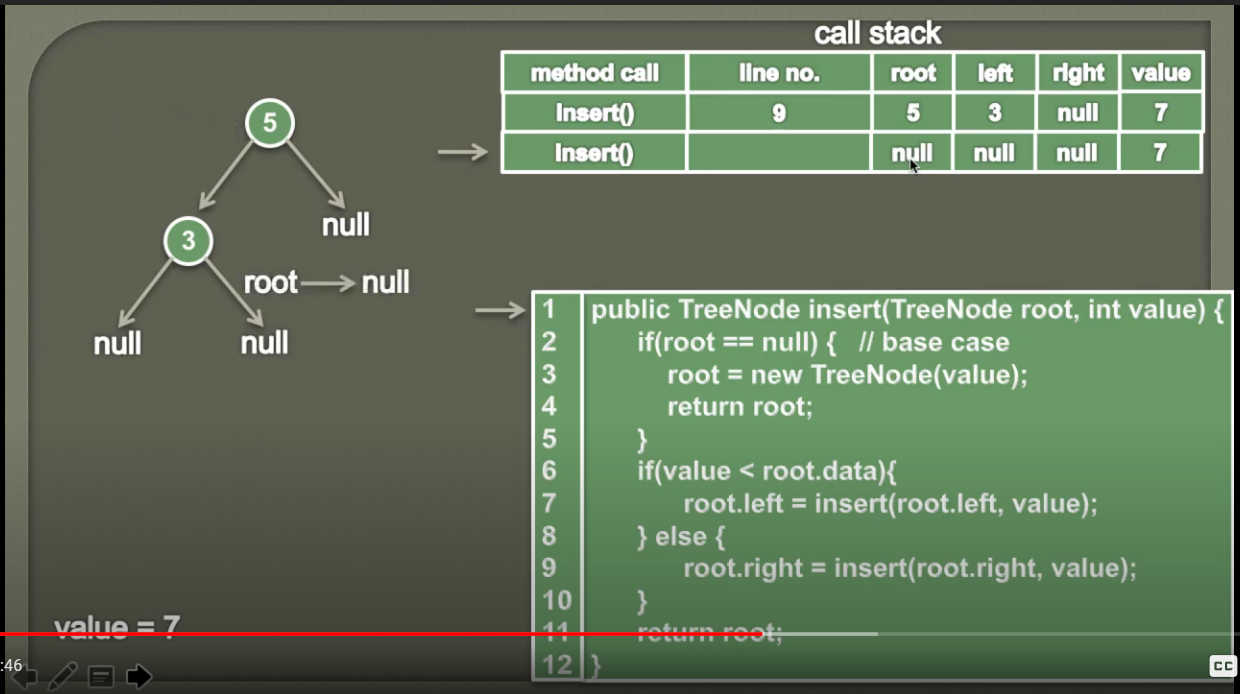 call stack
method call line no. root left right value
insert() 9 5 3 null 7
insert() null null null 7
5
3
null
root null
null null
1 public TreeNode insert(TreeNode root, int value) {
2 if(root == null) { // base case
3 root = new TreeNode(value);
4 return root;
5 }
6 if(value < root.data){
7 root.left = insert(root.left, value);
8 } else {
9 root.right = insert(root.right, value);
10 }
11 return root;
12 }
value = 7
:46
CC